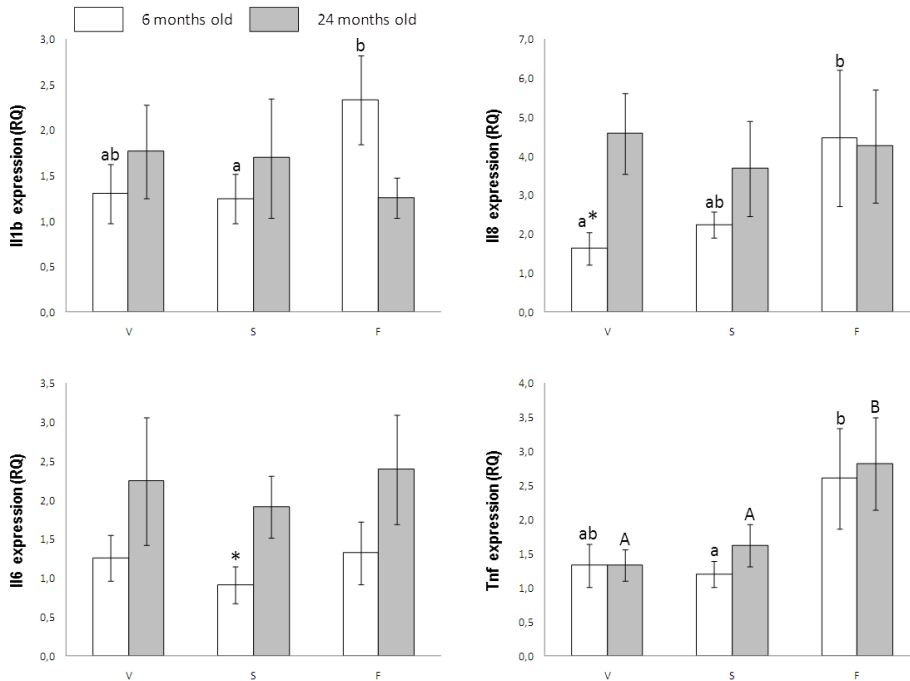 6 months old 24 months old
Il1b expression (RQ)
3,0
2,5
2,0
1,5
1,0
0,5
0,0
ab
a
b
V S F
Il8 expression (RQ)
7,0
6,0
5,0
4,0
3,0
2,0
1,0
0,0
a*
ab
b
V S F
Il6 expression (RQ)
3,5
3,0
2,5
2,0
1,5
1,0
0,5
0,0
*
V S F
Tnf expression (RQ)
4,0
3,5
3,0
2,5
2,0
1,5
1,0
0,5
0,0
ab A
a A
b B
V S F